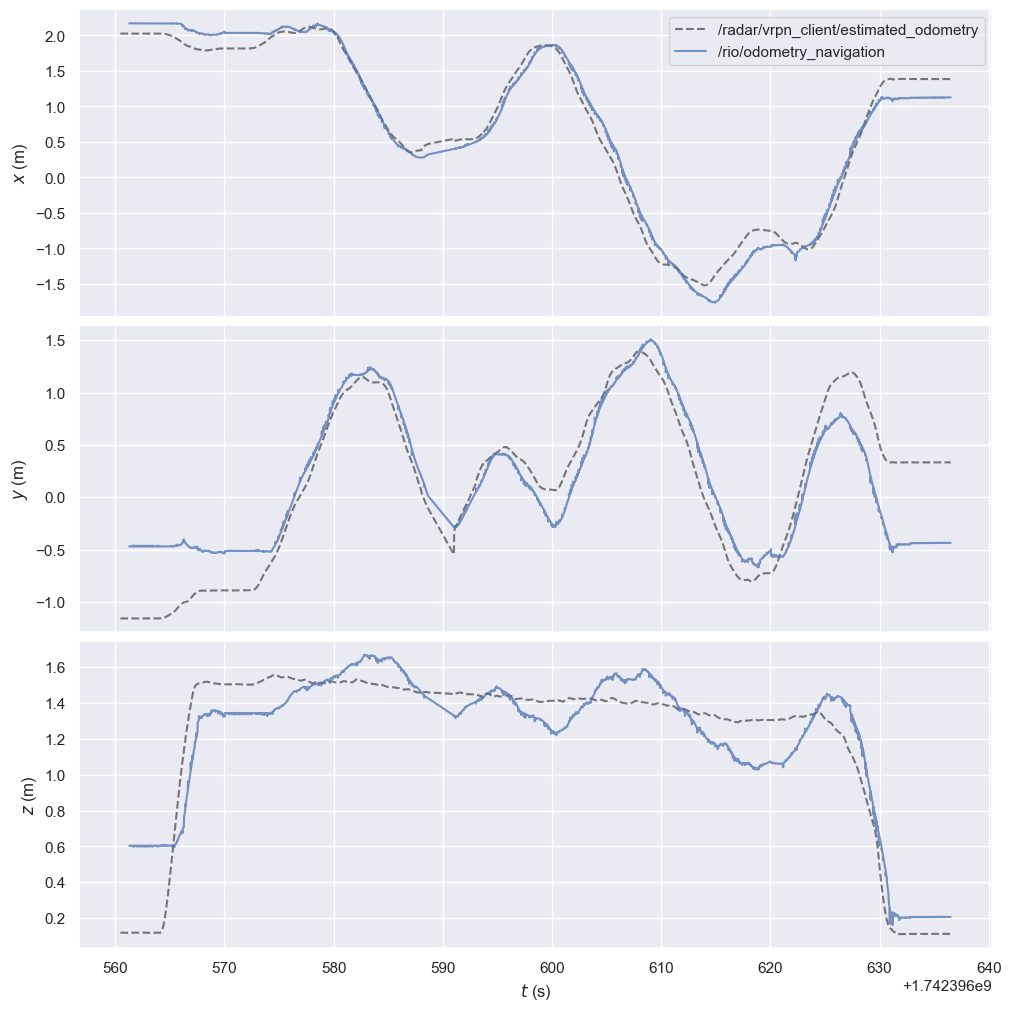 /radar/vrpn_client/estimated_odometry
/rio/odometry_navigation
2.0
1.5
1.0
0.5
0.0
−0.5
−1.0
−1.5
x (m)
1.5
1.0
0.5
0.0
−0.5
−1.0
y (m)
1.6
1.4
1.2
1.0
0.8
0.6
0.4
0.2
z (m)
560 570 580 590 600 610 620 630 640
+1.742396e9
t (s)